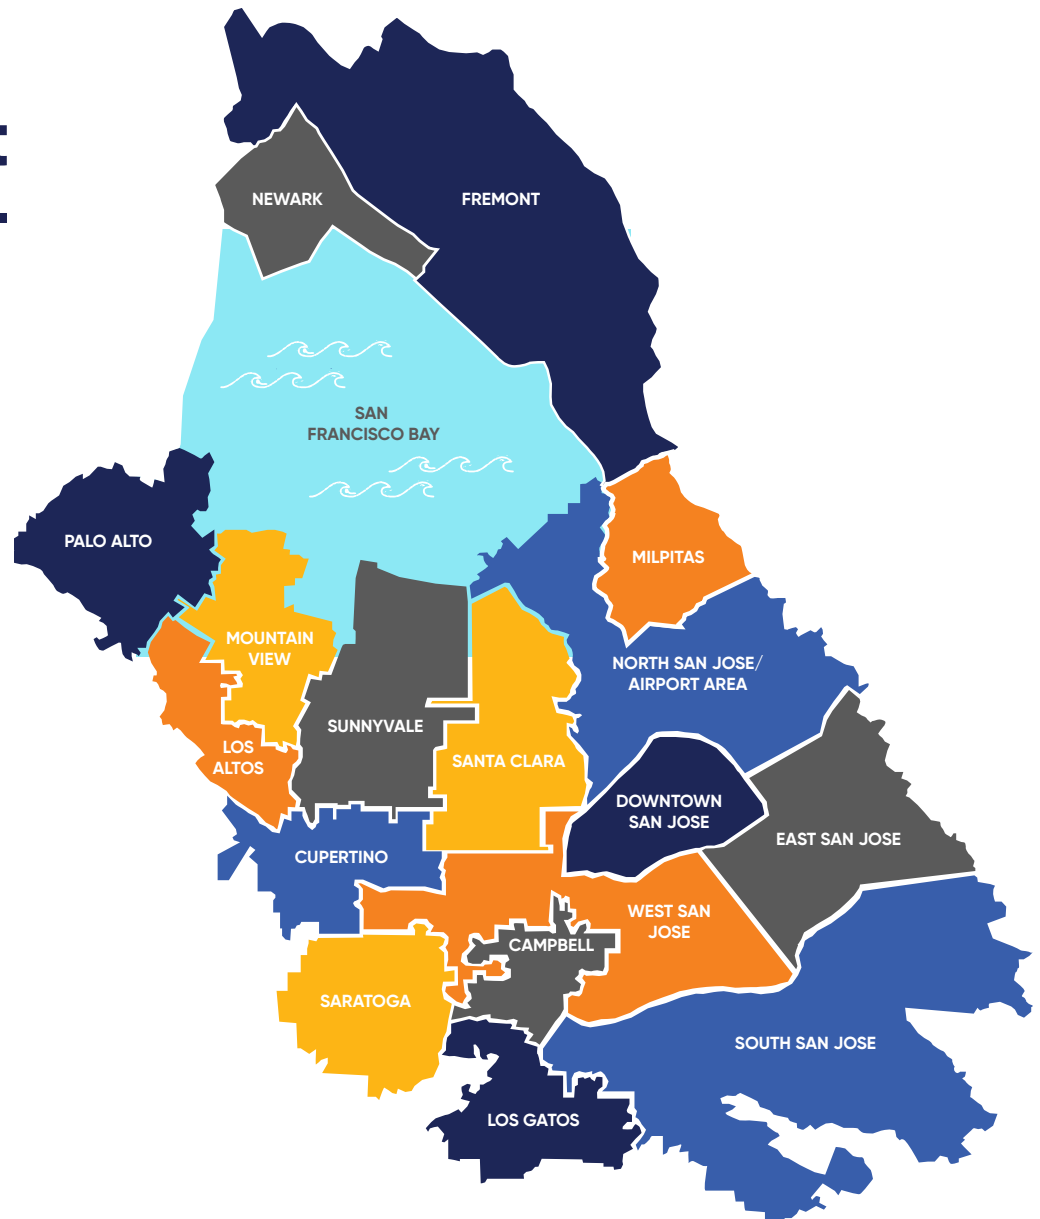 NEWARK
FREMONT
SAN
FRANCISCO BAY
PALO ALTO
MILPITAS
MOUNTAIN
VIEW
NORTH SAN JOSE/
AIRPORT AREA
SUNNYVALE
LOS
ALTOS
SANTA CLARA
DOWNTOWN
SAN JOSE
EAST SAN JOSE
CUPERTINO
WEST SAN
JOSE
CAMPBELL
SARATOGA
SOUTH SAN JOSE
LOS GATOS